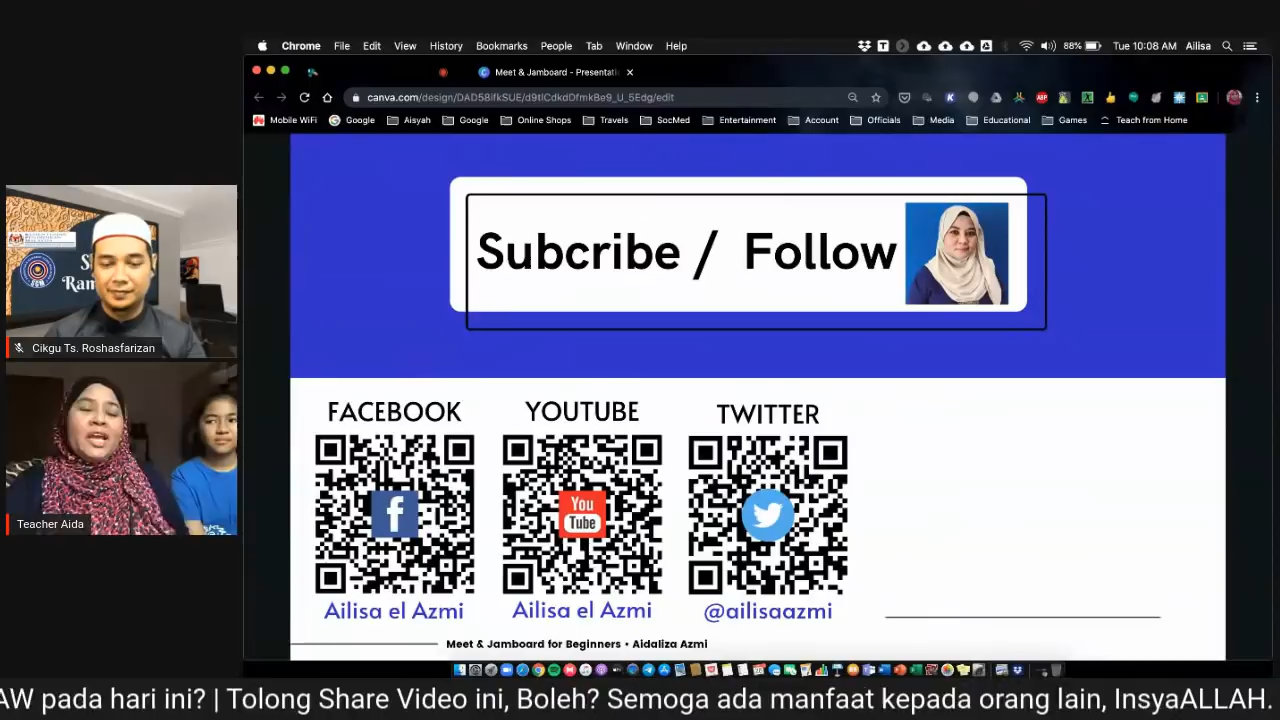 Chrome File Edit View History Bookmarks People Tab Window Help
88% Tue 10:08 AM Ailisa
Meet & Jamboard - Presentati
canva.com/design/DAD58ifkSUE/d9tlCdkdDfmkBe9_U_5Edg/edit
Mobile WiFi Google Aisyah Google Online Shops Travels SocMed Entertainment Account Officials Media Educational Games Teach from Home
Subcribe / Follow
Cikgu Ts. Roshasfarizan
Teacher Aida
FACEBOOK YOUTUBE TWITTER
You
Tube
Ailisa el Azmi Ailisa el Azmi @ailisaazmi
Meet & Jamboard for Beginners • Aidaliza Azmi
AW pada hari ini? | Tolong Share Video ini, Boleh? Semoga ada manfaat kepada orang lain, InsyaALLAH.